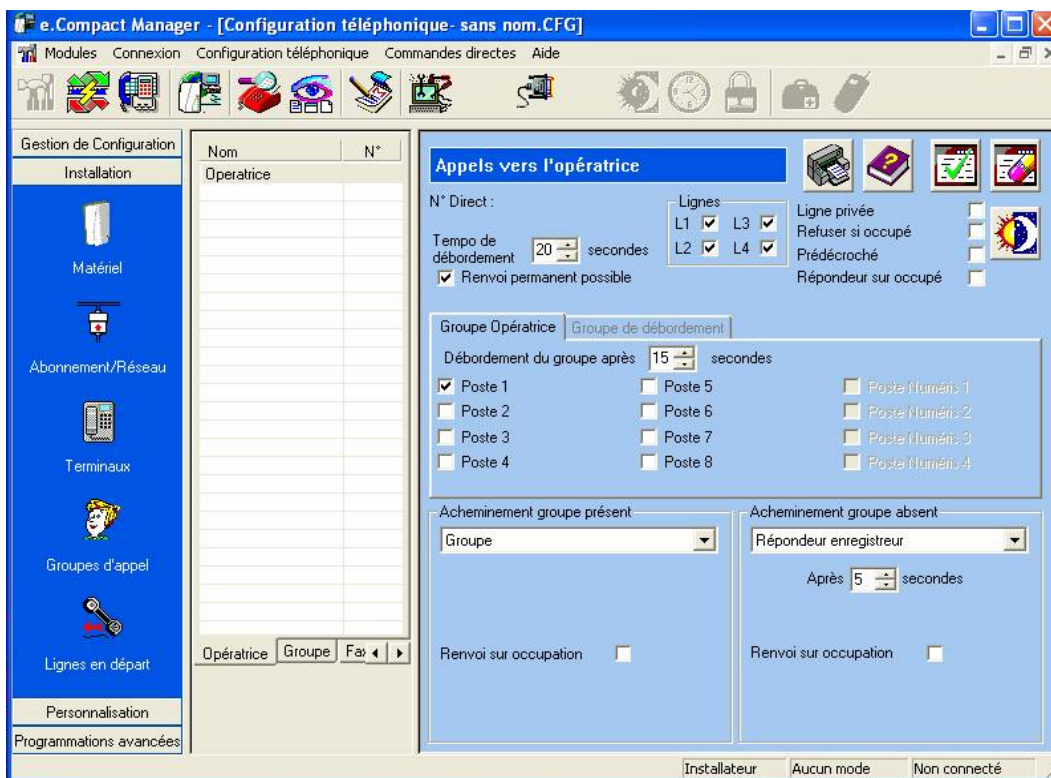 e.Compact Manager - [Configuration téléphonique- sans nom.CFG]
Modules Connexion Configuration téléphonique Commandes directes Aide
Gestion de Configuration
Installation
Matériel
Abonnement/Réseau
Terminaux
Groupes d'appel
Lignes en départ
Personnalisation
Programmations avancées
Nom N°
Operatrice
Opératrice Groupe Fax
Appels vers l'opératrice
N° Direct :
Tempo de débordement 20 secondes
Renvoi permanent possible
Lignes
L1 L3
L2 L4
Ligne privée
Refuser si occupé
Prédécroché
Répondeur sur occupé
Groupe Opératrice Groupe de débordement
Débordement du groupe après 15 secondes
Poste 1 Poste 5 Poste Numéris 1
Poste 2 Poste 6 Poste Numéris 2
Poste 3 Poste 7 Poste Numéris 3
Poste 4 Poste 8 Poste Numéris 4
Acheminement groupe présent
Groupe
Renvoi sur occupation
Acheminement groupe absent
Répondeur enregistreur
Après 5 secondes
Renvoi sur occupation
Installateur Aucun mode Non connecté